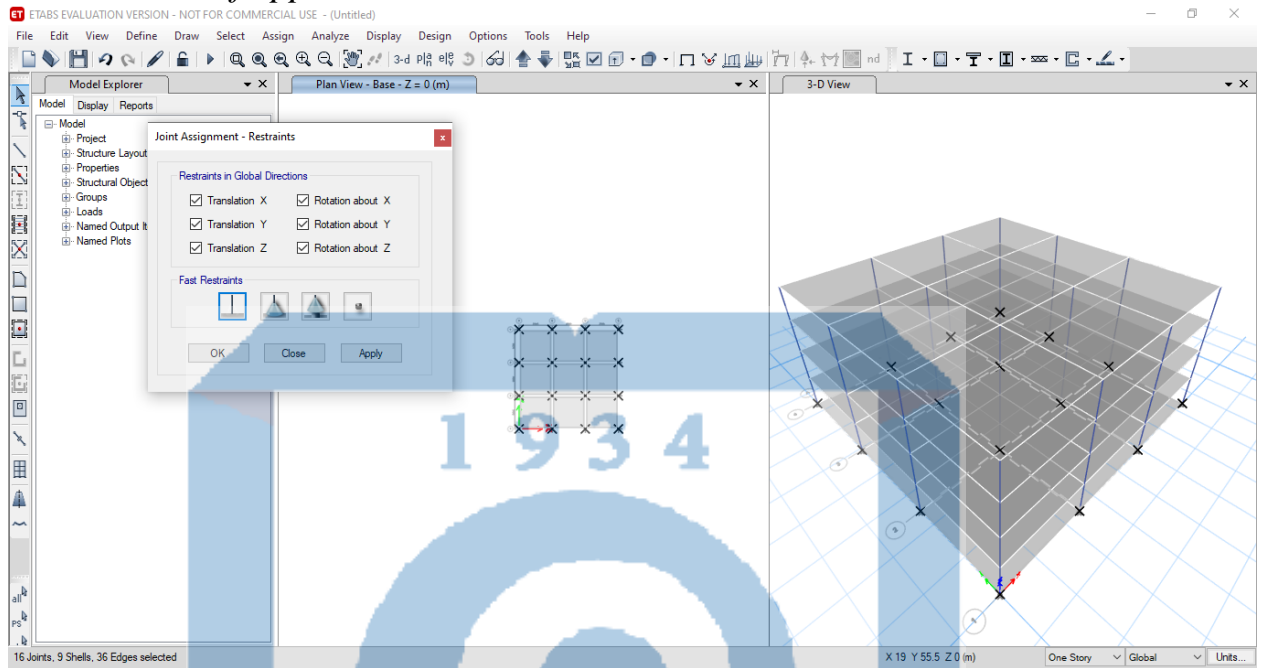 ETABS EVALUATION VERSION - NOT FOR COMMERCIAL USE - (Untitled)
File Edit View Define Draw Select Assign Analyze Display Design Options Tools Help
3-d nd
Model Explorer
Plan View - Base - Z = 0 (m)
3-D View
Model Display Reports
Model
Project
Structure Layout
Properties
Structural Object
Groups
Loads
Named Output It
Named Plots
Joint Assignment - Restraints
Restraints in Global Directions
Translation X Rotation about X
Translation Y Rotation about Y
Translation Z Rotation about Z
Fast Restraints
OK Close Apply
1934
all
PS
16 Joints, 9 Shells, 36 Edges selected
X 19 Y 55.5 Z 0 (m)
One Story Global Units...